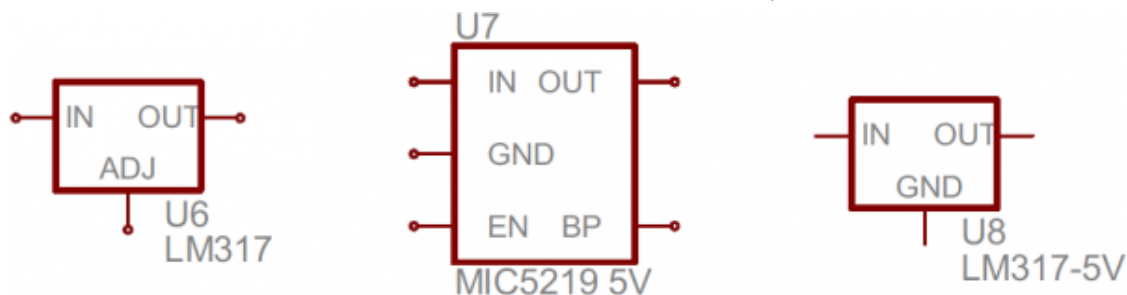 IN OUT
ADJ
U6
LM317
U7
IN OUT
GND
EN BP
MIC5219 5V
IN OUT
GND
U8
LM317-5V